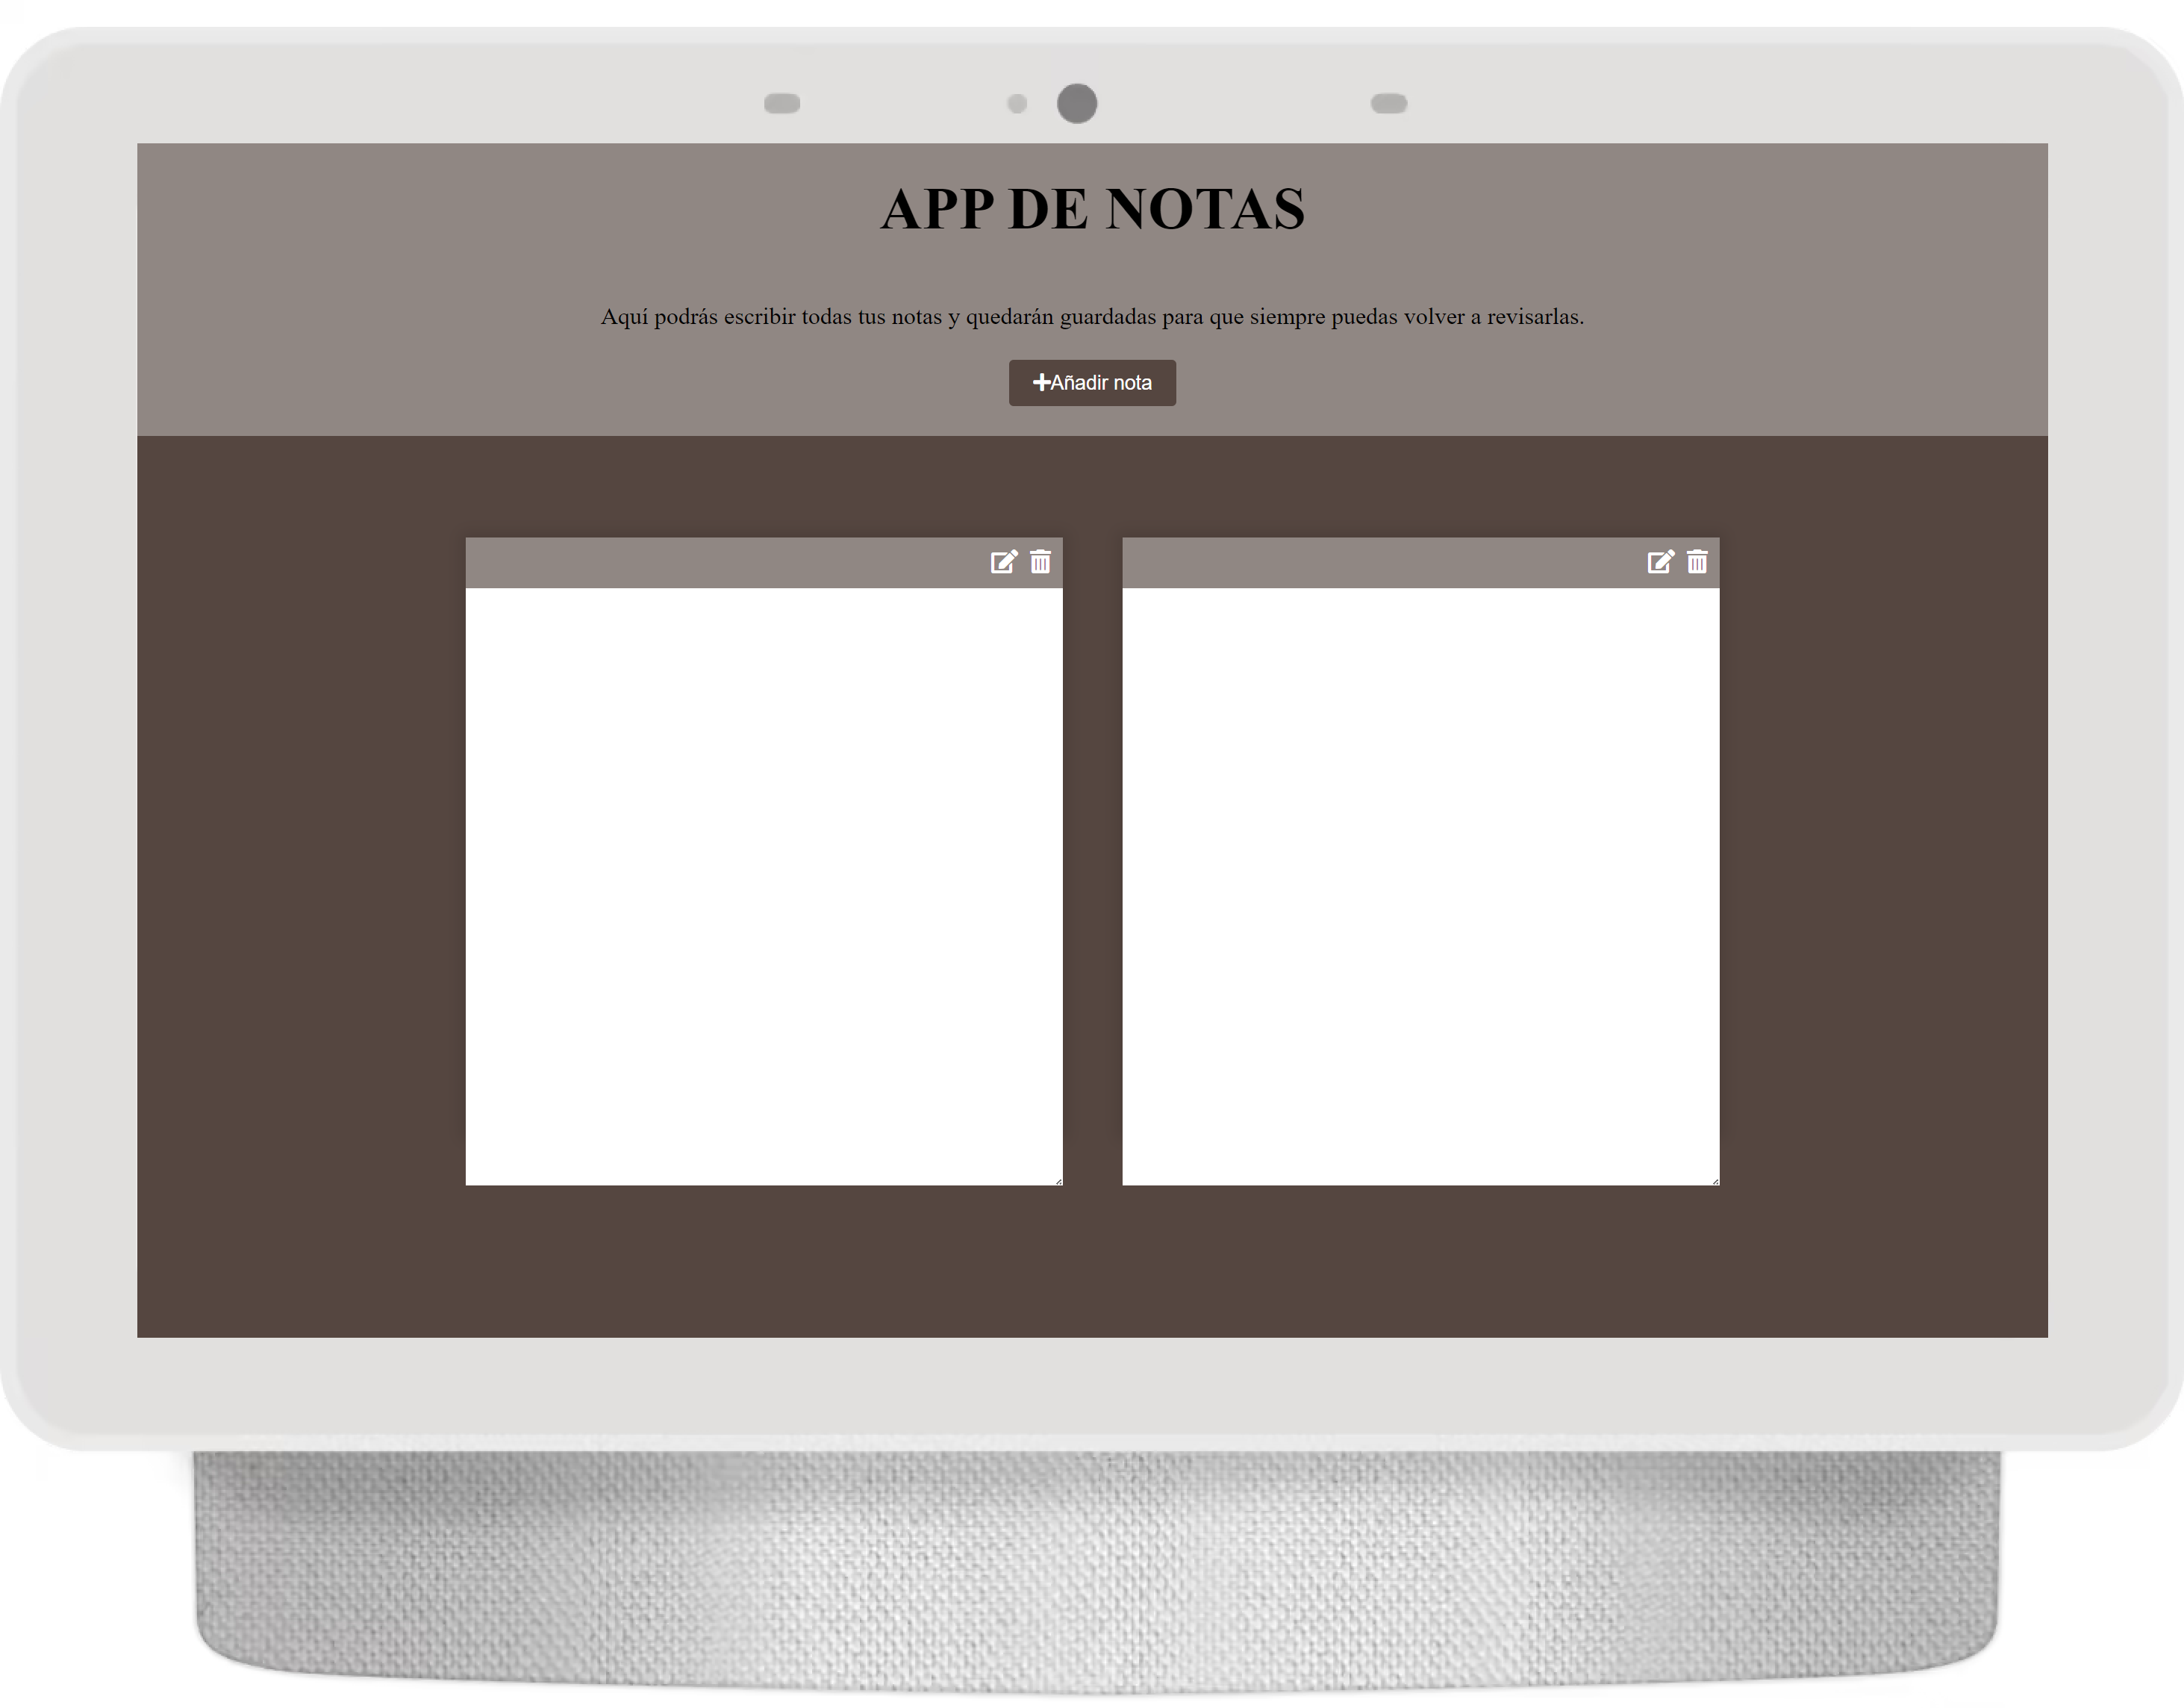 APP DE NOTAS
Aquí podrás escribir todas tus notas y quedarán guardadas para que siempre puedas volver a revisarlas.
Añadir nota